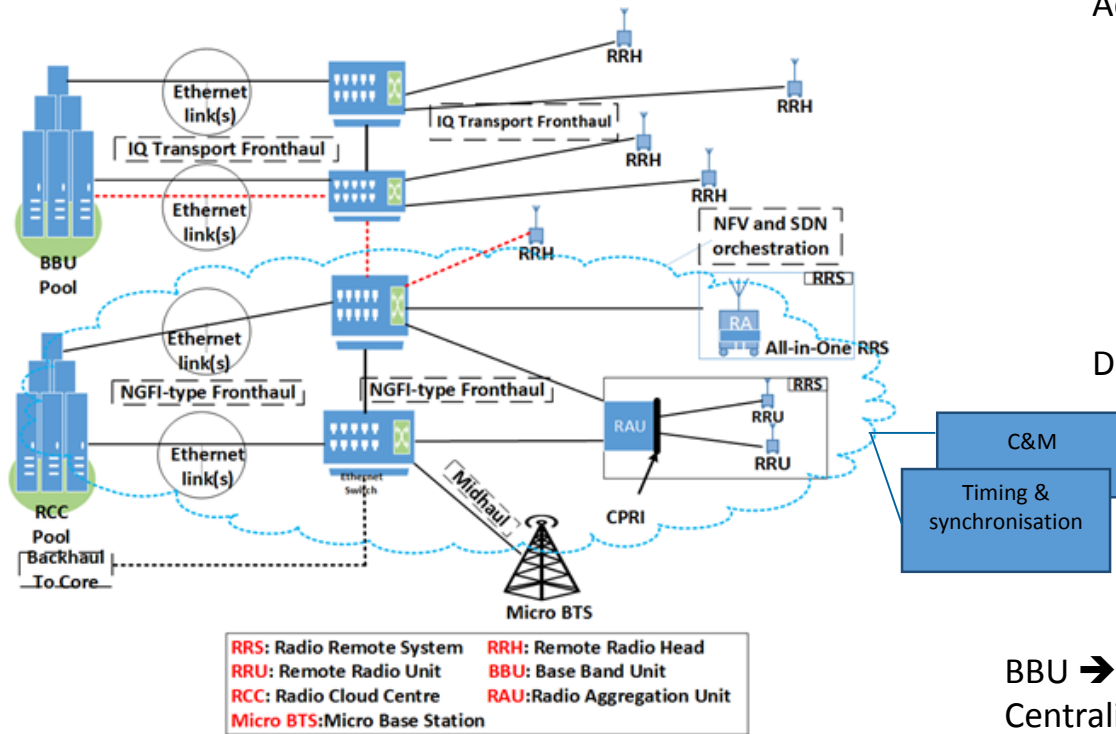 Ad
RRH
RRH
Ethernet
link(s)
IQ Transport Fronthaul
IQ Transport Fronthaul
RRH
RRH
Ethernet
link(s)
NFV and SDN
orchestration
RRH
BBU
Pool
RRS
RA
All-in-One RRS
Ethernet
link(s)
NGFI-type Fronthaul
NGFI-type Fronthaul
RRS
RRU
RAU
RRU
D
C&M
Timing &
synchronisation
Ethernet
link(s)
Ethernet
Switch
Midhaul
CPRI
RCC
Pool
Backhaul
To Core
Micro BTS
RRS: Radio Remote System RRH: Remote Radio Head
RRU: Remote Radio Unit BBU: Base Band Unit
RCC: Radio Cloud Centre RAU:Radio Aggregation Unit
Micro BTS:Micro Base Station
BBU ➔
Centrali